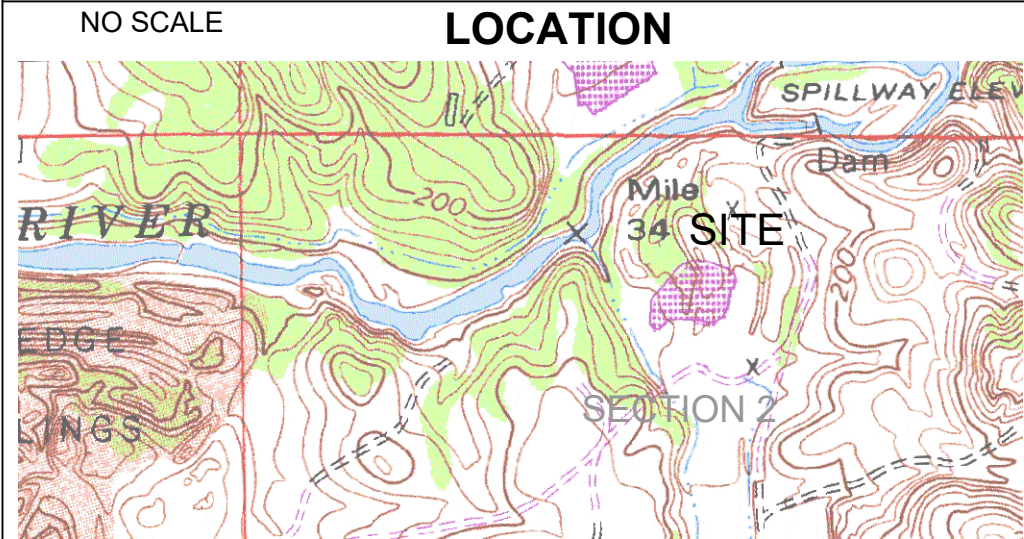 NO SCALE
LOCATION
SPILLWAY ELEV
Dam
Mile
34
SITE
200
RIVER
200
EDGE
SECTION 2
LINGS